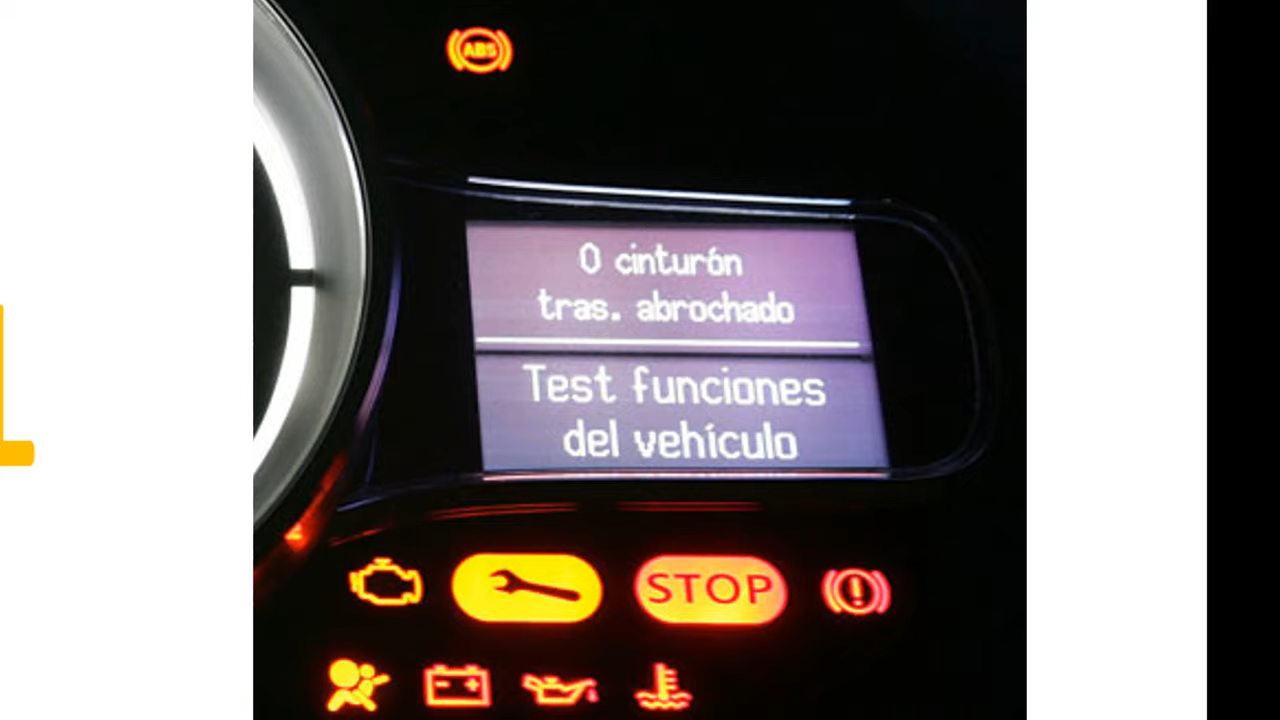 ABS
0 cinturón
tras. abrochado
Test funciones
del vehículo
STOP